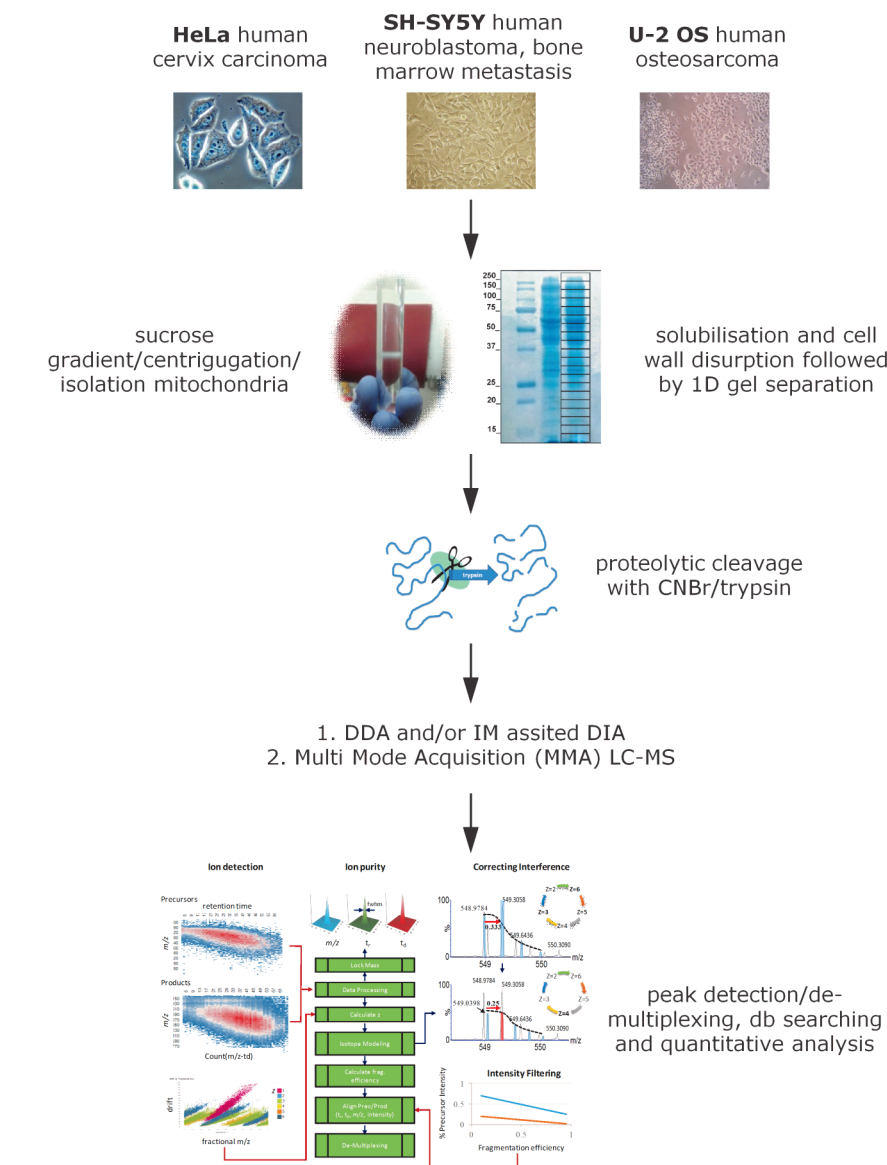 HeLa human
cervix carcinoma
SH-SY5Y human
neuroblastoma, bone
marrow metastasis
U-2 OS human
osteosarcoma
sucrose
gradient/centrigugation/
isolation mitochondria
250
150
100
75
50
37
25
20
15
solubilisation and cell
wall disurption followed
by 1D gel separation
trypsin
proteolytic cleavage
with CNBr/trypsin
1. DDA and/or IM assited DIA
2. Multi Mode Acquisition (MMA) LC-MS
Ion detection
Precursors
retention time
m/z
Products
m/z
Count(m/z-td)
drift
fractional m/z
Ion purity
fwhm
m/z
tr
td
Lock Mass
Data Processing
Calculate z
Isotope Modeling
Calculate frag.
efficiency
Align Prec/Prod
De-Multiplexing
Correcting Interference
100
%
548.9784
549.3058
0.333
549.6436
550.3090
549
550
m/z
Z=2
Z=6
Z=3
Z=5
Z=4
100
%
548.9784
549.0398
0.25
549.3058
549.6436
550.3090
549
550
m/z
Z=2
Z=6
Z=3
Z=5
Z=4
Intensity Filtering
% Precursor Intensity
1
0.5
0
0
0.5
1
Fragmentation efficiency
peak detection/de-
multiplexing, db searching
and quantitative analysis